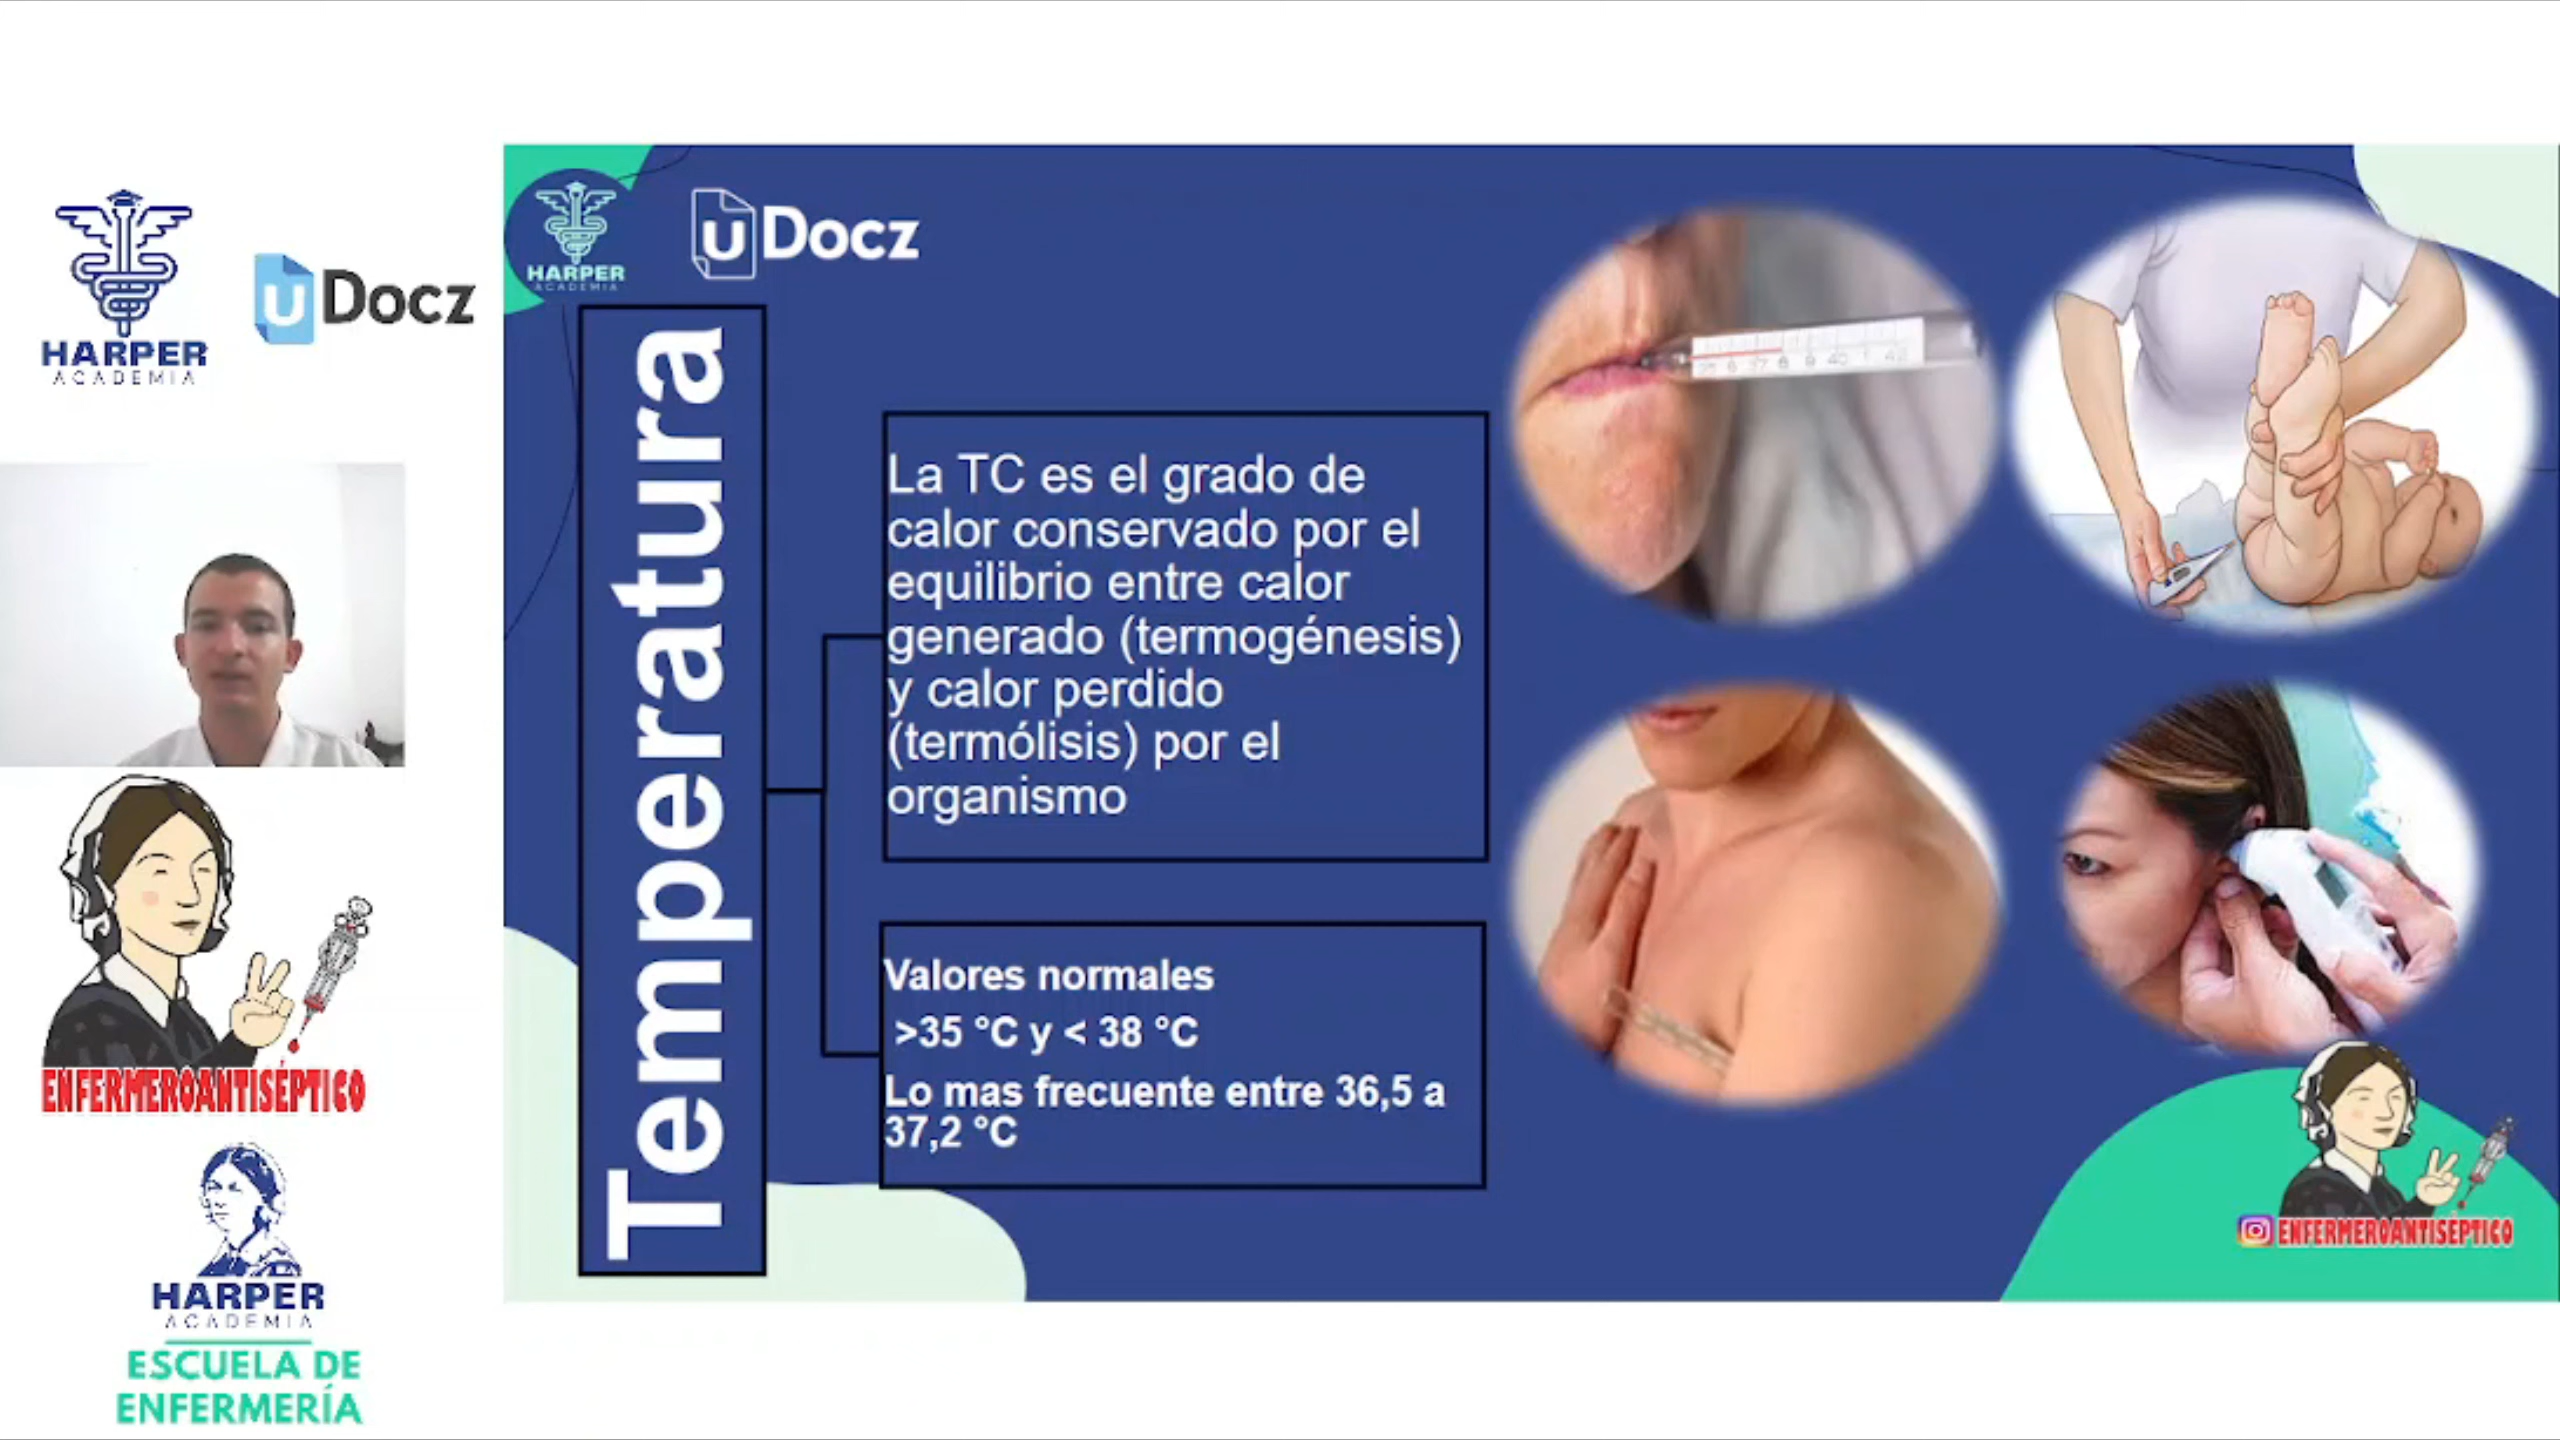 HARPER
ACADEMIA
uDocz
ENFERMEROANTISÉPTICO
HARPER
ACADEMIA
ESCUELA DE
ENFERMERÍA
HARPER
ACADEMIA
uDocz
Temperatura
La TC es el grado de
calor conservado por el
equilibrio entre calor
generado (termogénesis)
y calor perdido
(termólisis) por el
organismo
Valores normales
>35 °C y < 38 °C
Lo mas frecuente entre 36,5 a
37,2 °C
ENFERMEROANTISÉPTICO